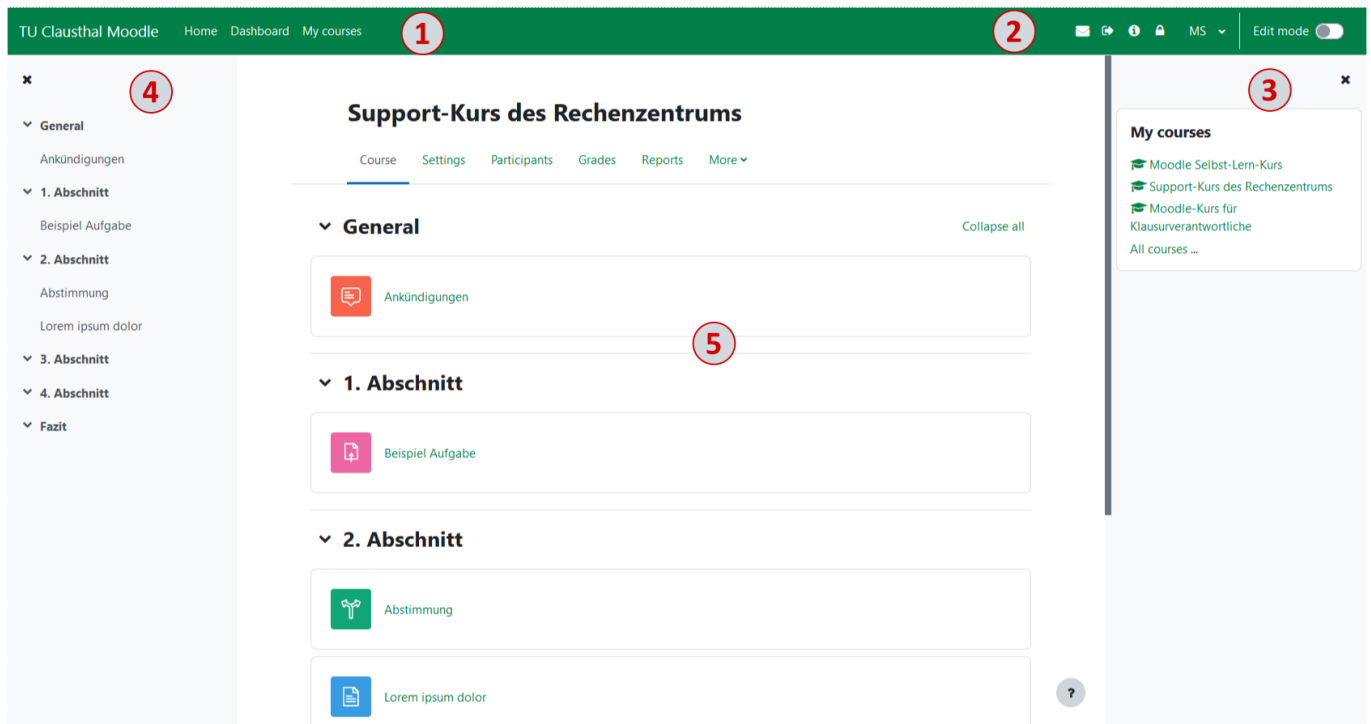 TU Clausthal Moodle Home Dashboard My courses 1 2 MS Edit mode
4
General
Ankündigungen
1. Abschnitt
Beispiel Aufgabe
2. Abschnitt
Abstimmung
Lorem ipsum dolor
3. Abschnitt
4. Abschnitt
Fazit
Support-Kurs des Rechenzentrums
Course Settings Participants Grades Reports More
General Collapse all
Ankündigungen
5
1. Abschnitt
Beispiel Aufgabe
2. Abschnitt
Abstimmung
Lorem ipsum dolor
?
3
My courses
Moodle Selbst-Lern-Kurs
Support-Kurs des Rechenzentrums
Moodle-Kurs für
Klausurverantwortliche
All courses ...